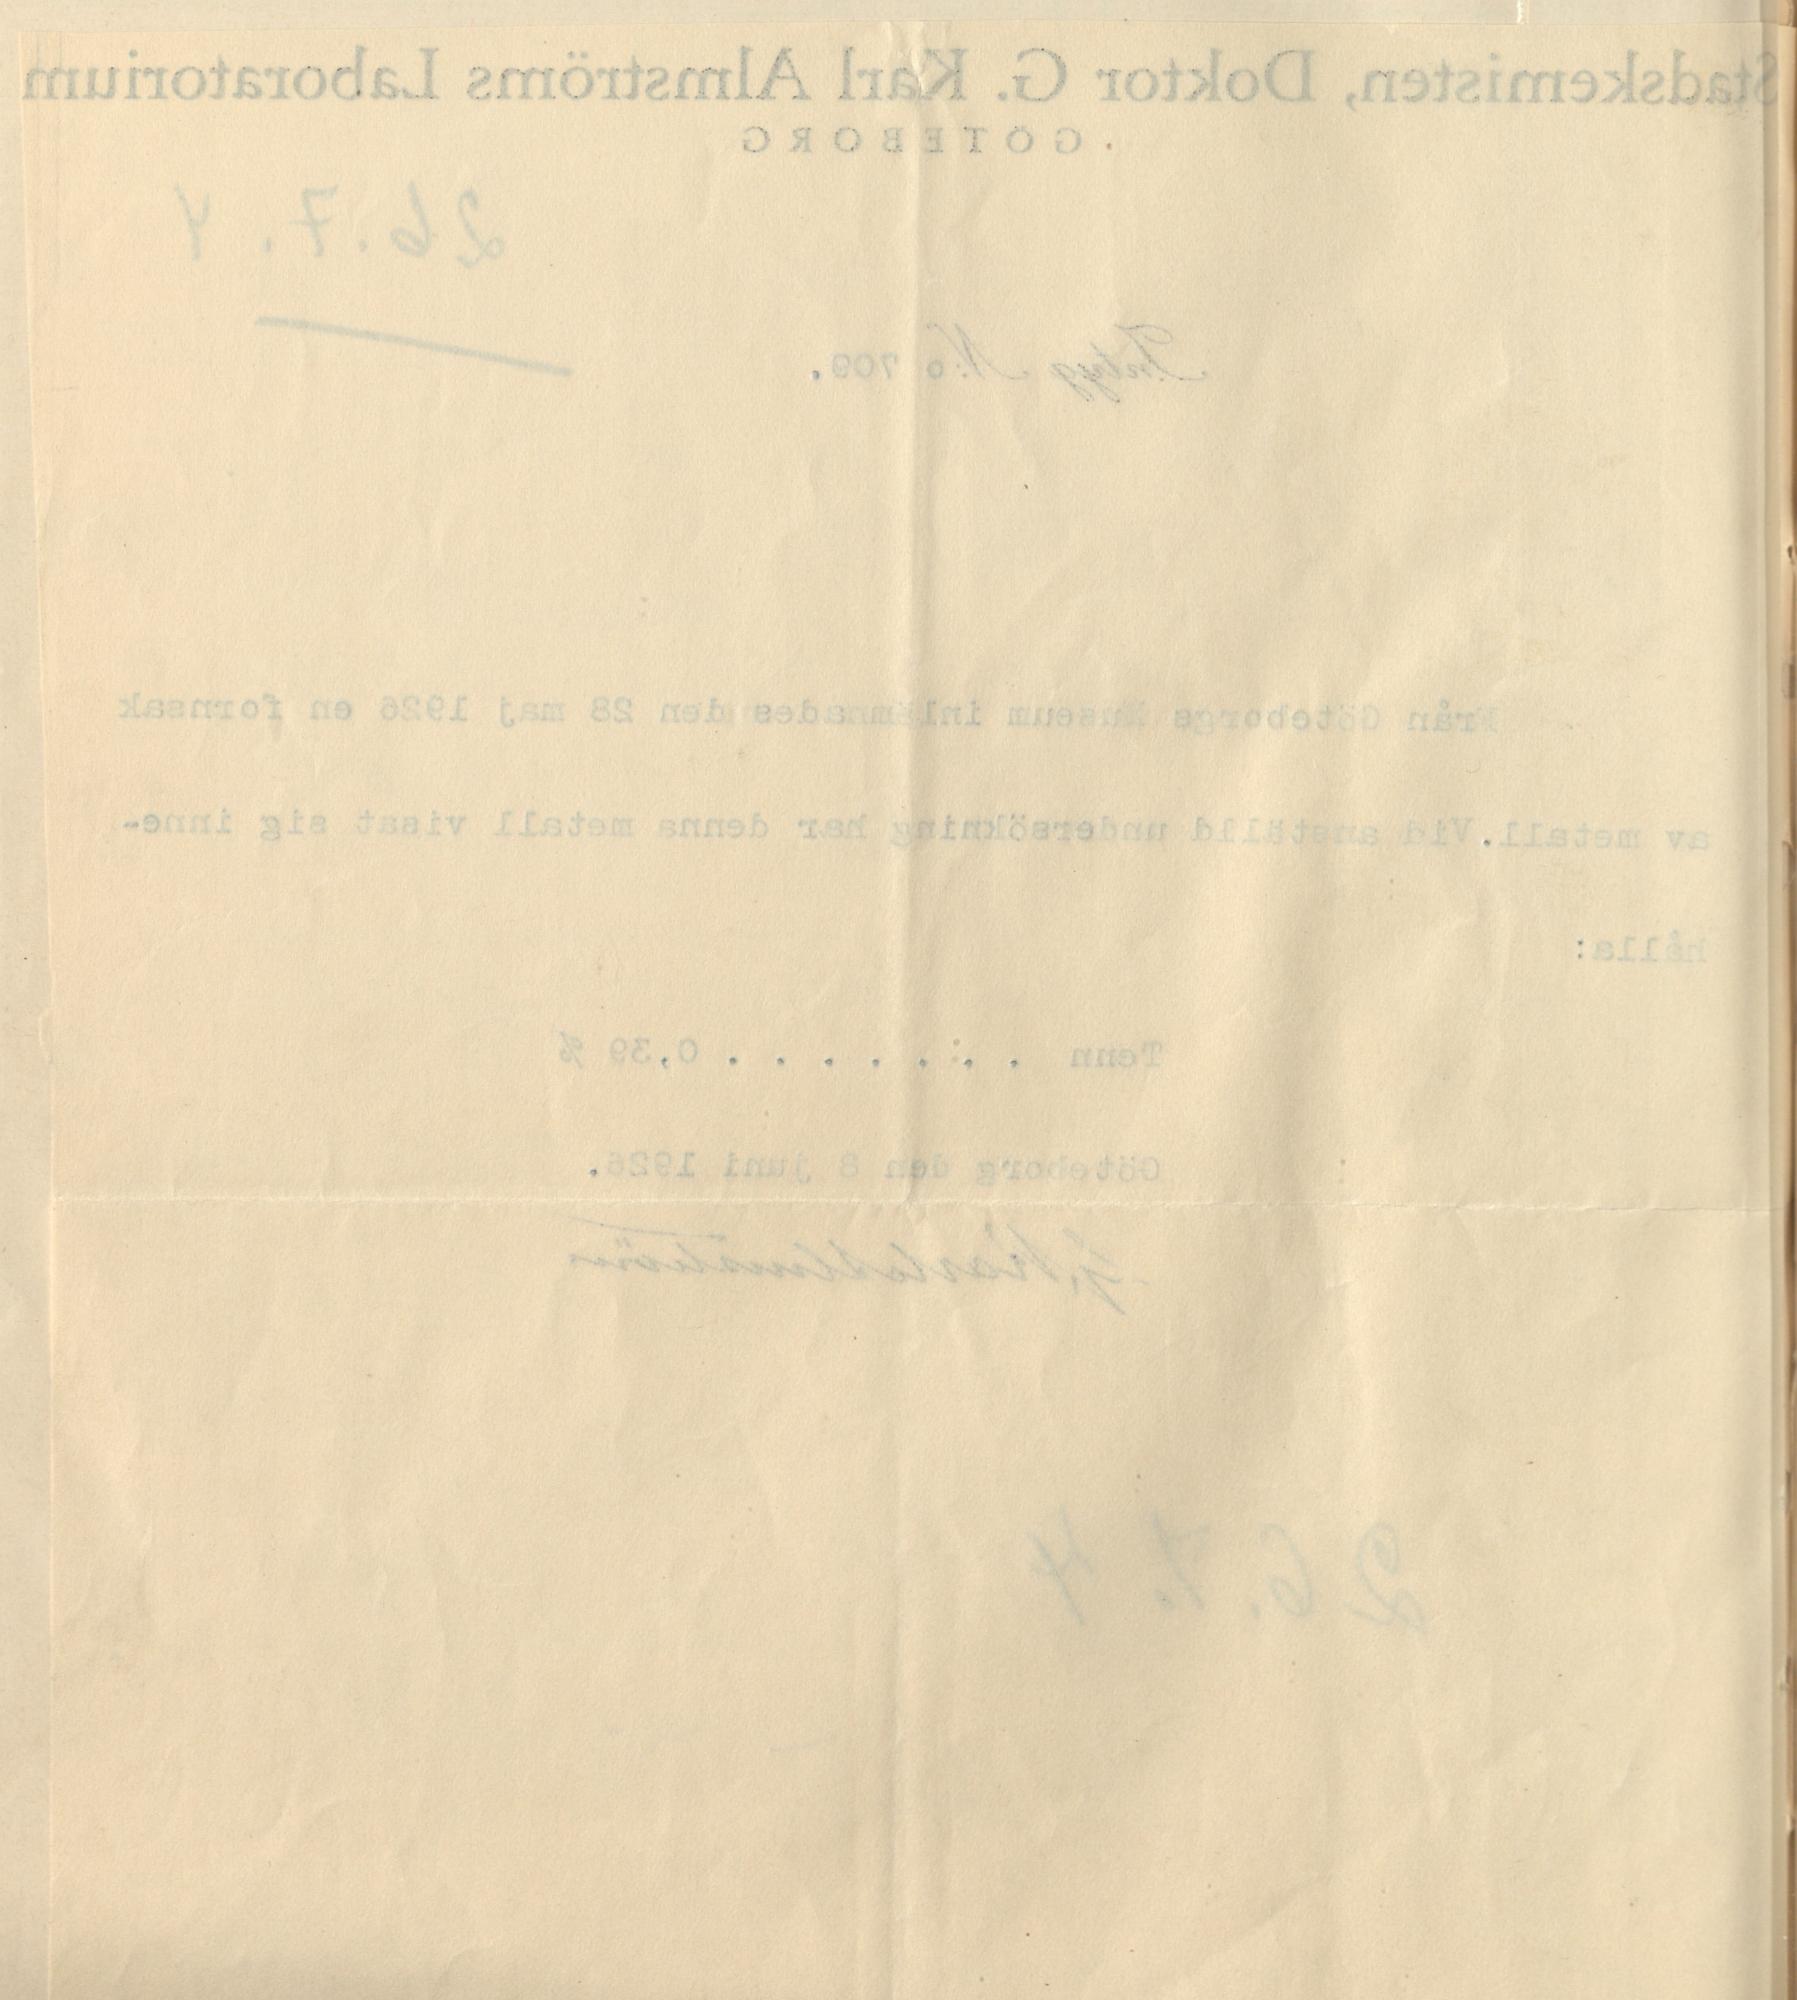 Stadskemisten, Doktor G. Karl Almströms Laboratorium
GÖTEBORG
26.7.4
Intyg N:o 709.
Från Göteborgs Museum inlämnades den 28 maj 1926 en fornsak
av metall.Vid anställd undersökning har denna metall visat sig inne-
hålla:
Tenn . . . . . . . 0,39 %
Göteborg den 8 juni 1926.
G. Karl Almström
26.7.4